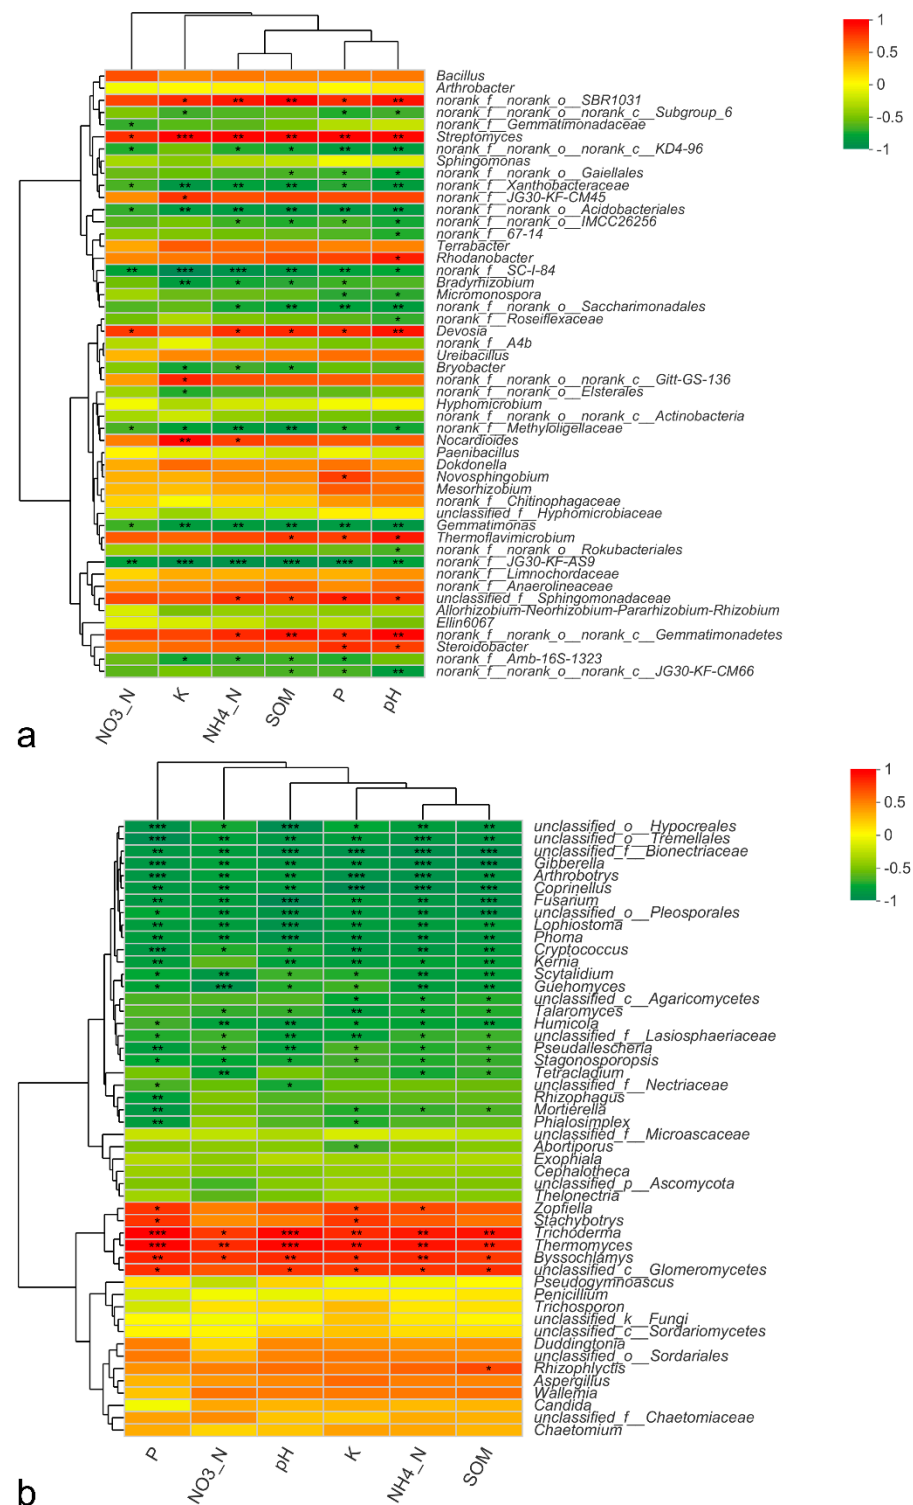 1
0.5
0
-0.5
-1
Bacillus
Arthrobacter
* ** ** * ** norank_f__norank_o__SBR1031
* * * norank_f__norank_o__norank_c__Subgroup_6
* norank_f__Gemmatimonadaceae
* *** ** ** ** ** Streptomyces
* * * ** ** norank_f__norank_o__norank_c__KD4-96
Sphingomonas
* * * norank_f__norank_o__Gaiellales
* ** ** ** * ** norank_f__Xanthobacteraceae
* norank_f__JG30-KF-CM45
* ** ** ** ** ** norank_f__norank_o__Acidobacteriales
* * * * norank_f__norank_o__IMCC26256
* norank_f__67-14
Terrabacter
* Rhodanobacter
** *** *** ** ** * norank_f__SC-I-84
** * * * Bradyrhizobium
* * Micromonospora
* ** ** ** norank_f__norank_o__Saccharimonadales
* norank_f__Roseiflexaceae
* * * * ** Devosia
norank_f__A4b
Ureibacillus
* * * Bryobacter
* norank_f__norank_o__norank_c__Gitt-GS-136
* norank_f__norank_o__Elsterales
Hyphomicrobium
norank_f__norank_o__norank_c__Actinobacteria
* * ** ** * * norank_f__Methyloligellaceae
** * Nocardioides
Paenibacillus
Dokdonella
* Novosphingobium
Mesorhizobium
norank_f__Chitinophagaceae
unclassified_f__Hyphomicrobiaceae
* ** ** ** ** ** Gemmatimonas
* * * Thermoflavimicrobium
* norank_f__norank_o__Rokubacteriales
** *** *** *** *** ** norank_f__JG30-KF-AS9
norank_f__Limnochordaceae
norank_f__Anaerolineaceae
* * * * unclassified_f__Sphingomonadaceae
Allorhizobium-Neorhizobium-Pararhizobium-Rhizobium
Ellin6067
* ** * ** norank_f__norank_o__norank_c__Gemmatimonadetes
* * Steroidobacter
* * * * norank_f__Amb-16S-1323
* * ** norank_f__norank_o__norank_c__JG30-KF-CM66
NO3_N K NH4_N SOM P pH
a
1
0.5
0
-0.5
-1
*** * *** * ** ** unclassified_o__Hypocreales
*** ** ** ** *** ** unclassified_o__Tremellales
** ** ** *** *** *** unclassified_f__Bionectriaceae
*** ** ** ** *** *** Gibberella
*** ** ** *** *** *** Arthrobotrys
** ** ** *** *** *** Coprinellus
** ** *** ** ** *** Fusarium
* ** *** ** ** *** unclassified_o__Pleosporales
** ** *** ** ** ** Lophiostoma
** ** *** ** ** ** Phoma
*** * * ** ** ** Cryptococcus
** ** ** * ** Kernia
* ** * * ** ** Scytalidium
* *** * * ** ** Guehomyces
* * * unclassified_c__Agaricomycetes
* * ** * * Talaromyces
* ** ** * * ** Humicola
* * ** ** * * unclassified_f__Lasiosphaeriaceae
** * ** * * * Pseudallescheria
* * * * * * Stagonosporopsis
** * * Tetracladium
* * unclassified_f__Nectriaceae
** Rhizophagus
** * * * Mortierella
** * Phialosimplex
unclassified_f__Microascaceae
* Abortiporus
Exophiala
Cephalotheca
unclassified_p__Ascomycota
Thelonectria
* * * Zopfiella
* * Stachybotrys
*** * *** ** ** ** Trichoderma
*** ** *** ** *** ** Thermomyces
** * ** * ** * Byssochlamys
* * * * * unclassified_c__Glomeromycetes
Pseudogymnoascus
Penicillium
Trichosporon
unclassified_k__Fungi
unclassified_c__Sordariomycetes
Duddingtonia
unclassified_o__Sordariales
* Rhizophlyctis
Aspergillus
Wallemia
Candida
unclassified_f__Chaetomiaceae
Chaetomium
P NO3_N pH K NH4_N SOM
b